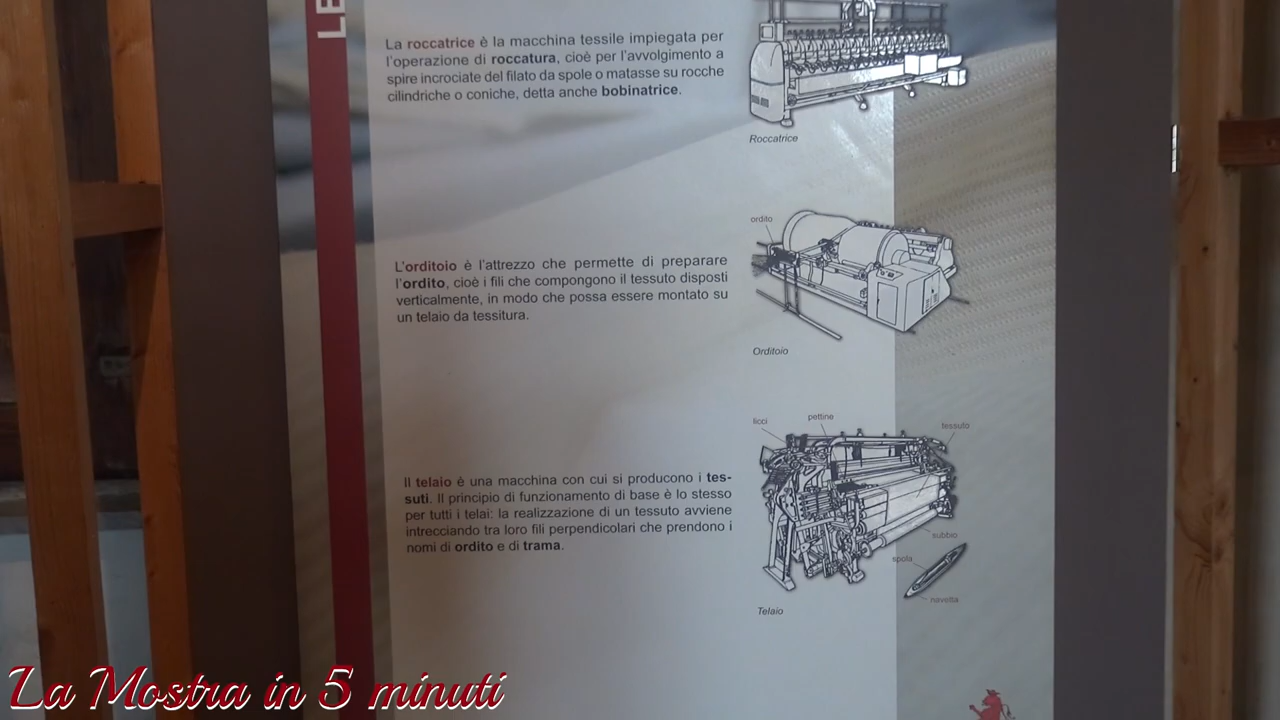 LE
La roccatrice è la macchina tessile impiegata per
l'operazione di roccatura, cioè per l'avvolgimento a
spire incrociate del filato da spole o matasse su rocche
cilindriche o coniche, detta anche bobinatrice.
Roccatrice
L'orditoio è l'attrezzo che permette di preparare
l'ordito, cioè i fili che compongono il tessuto disposti
verticalmente, in modo che possa essere montato su
un telaio da tessitura.
ordito
Orditoio
Il telaio é una macchina con cui si producono i tes-
suti. Il principio di funzionamento di base è lo stesso
per tutti i telai: la realizzazione di un tessuto avviene
intrecciando tra loro fili perpendicolari che prendono i
nomi di ordito e di trama.
licci
pettine
tessuto
subbio
spola
navetta
Telaio
La Mostra in 5 minuti